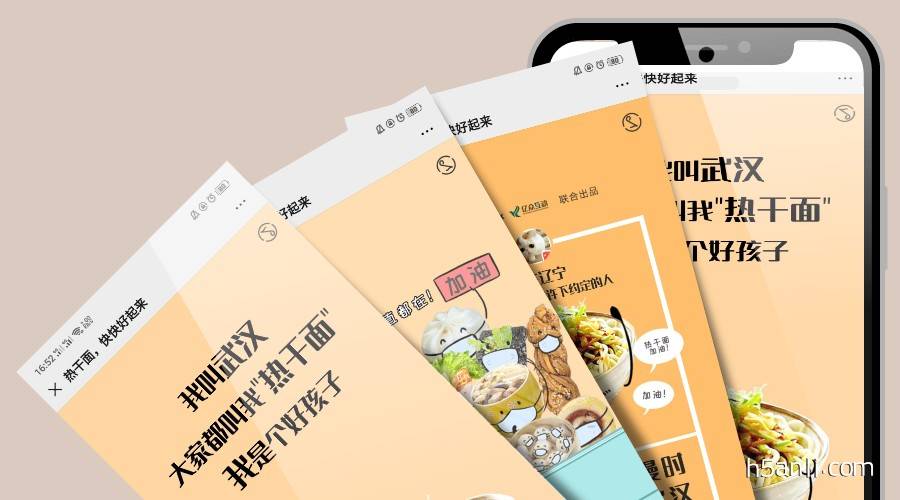 16:52
热干面，快快好起来
我叫武汉
大家都叫我"热干面"
我是个好孩子
好起来
直都在！
加油
快好起来
亿众互动
联合出品
辽宁
许下约定的人
热干面
加油！
加油！
快好起来
叫武汉
叫我"热干面"
个好孩子
h5anli.com